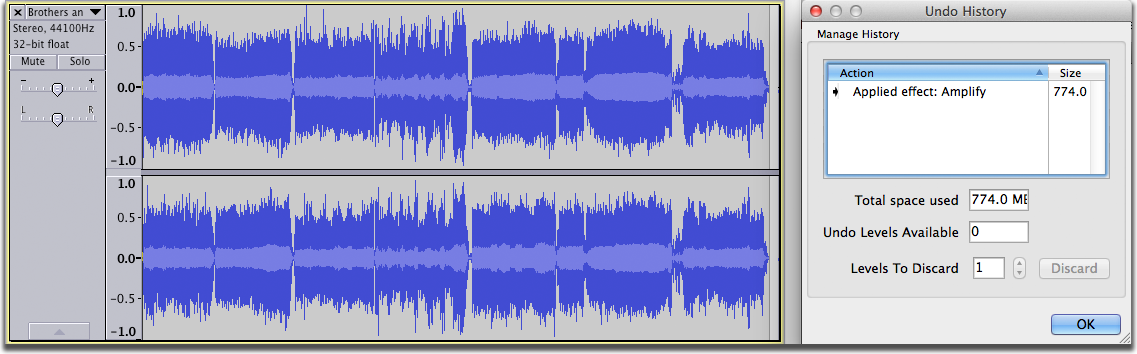 Brothers an
Stereo, 44100Hz
32-bit float
Mute Solo
- +
L R
1.0
0.5
0.0
-0.5
-1.0
1.0
0.5
0.0
-0.5
-1.0
Undo History
Manage History
Action Size
Applied effect: Amplify 774.0
Total space used 774.0 MB
Undo Levels Available 0
Levels To Discard 1 Discard
OK